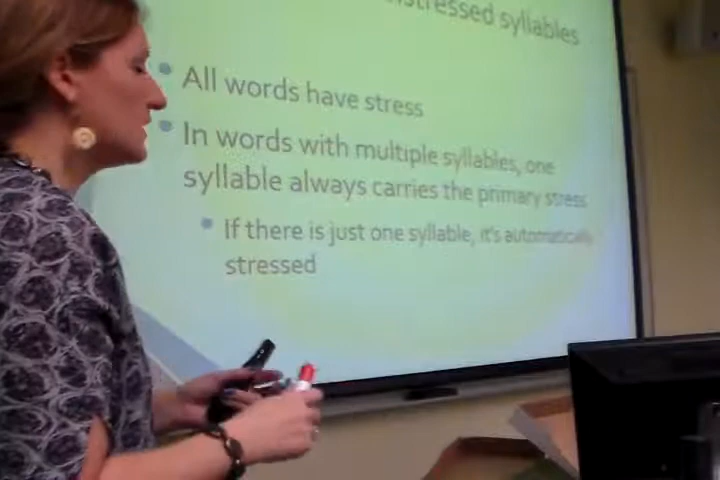 syllables
All words have stress
In words with multiple syllables, one
syllable always carries the primary stress
If there is just one syllable, it's automatically
stressed